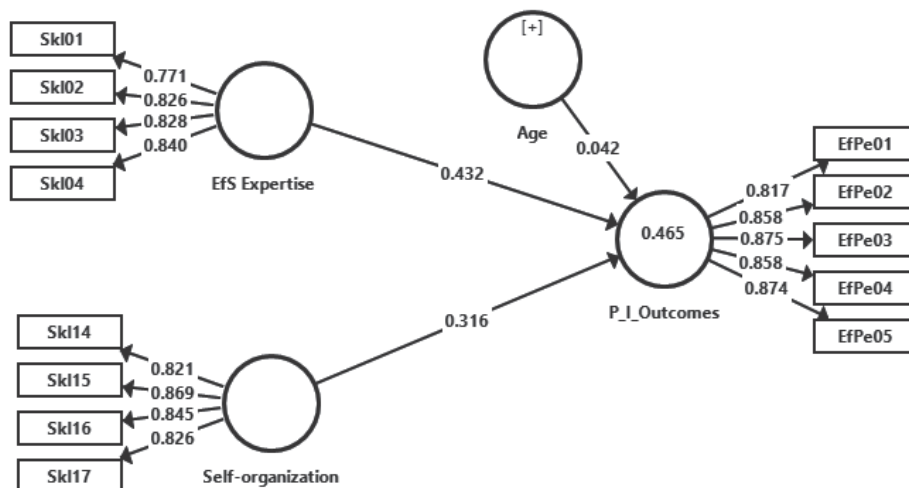 Skl01
Skl02
Skl03
Skl04
0.771
0.826
0.828
0.840
EfS Expertise
[+]
Age
0.042
0.432
0.465
P_I_Outcomes
0.817
0.858
0.875
0.858
0.874
EfPe01
EfPe02
EfPe03
EfPe04
EfPe05
0.316
Skl14
Skl15
Skl16
Skl17
0.821
0.869
0.845
0.826
Self-organization